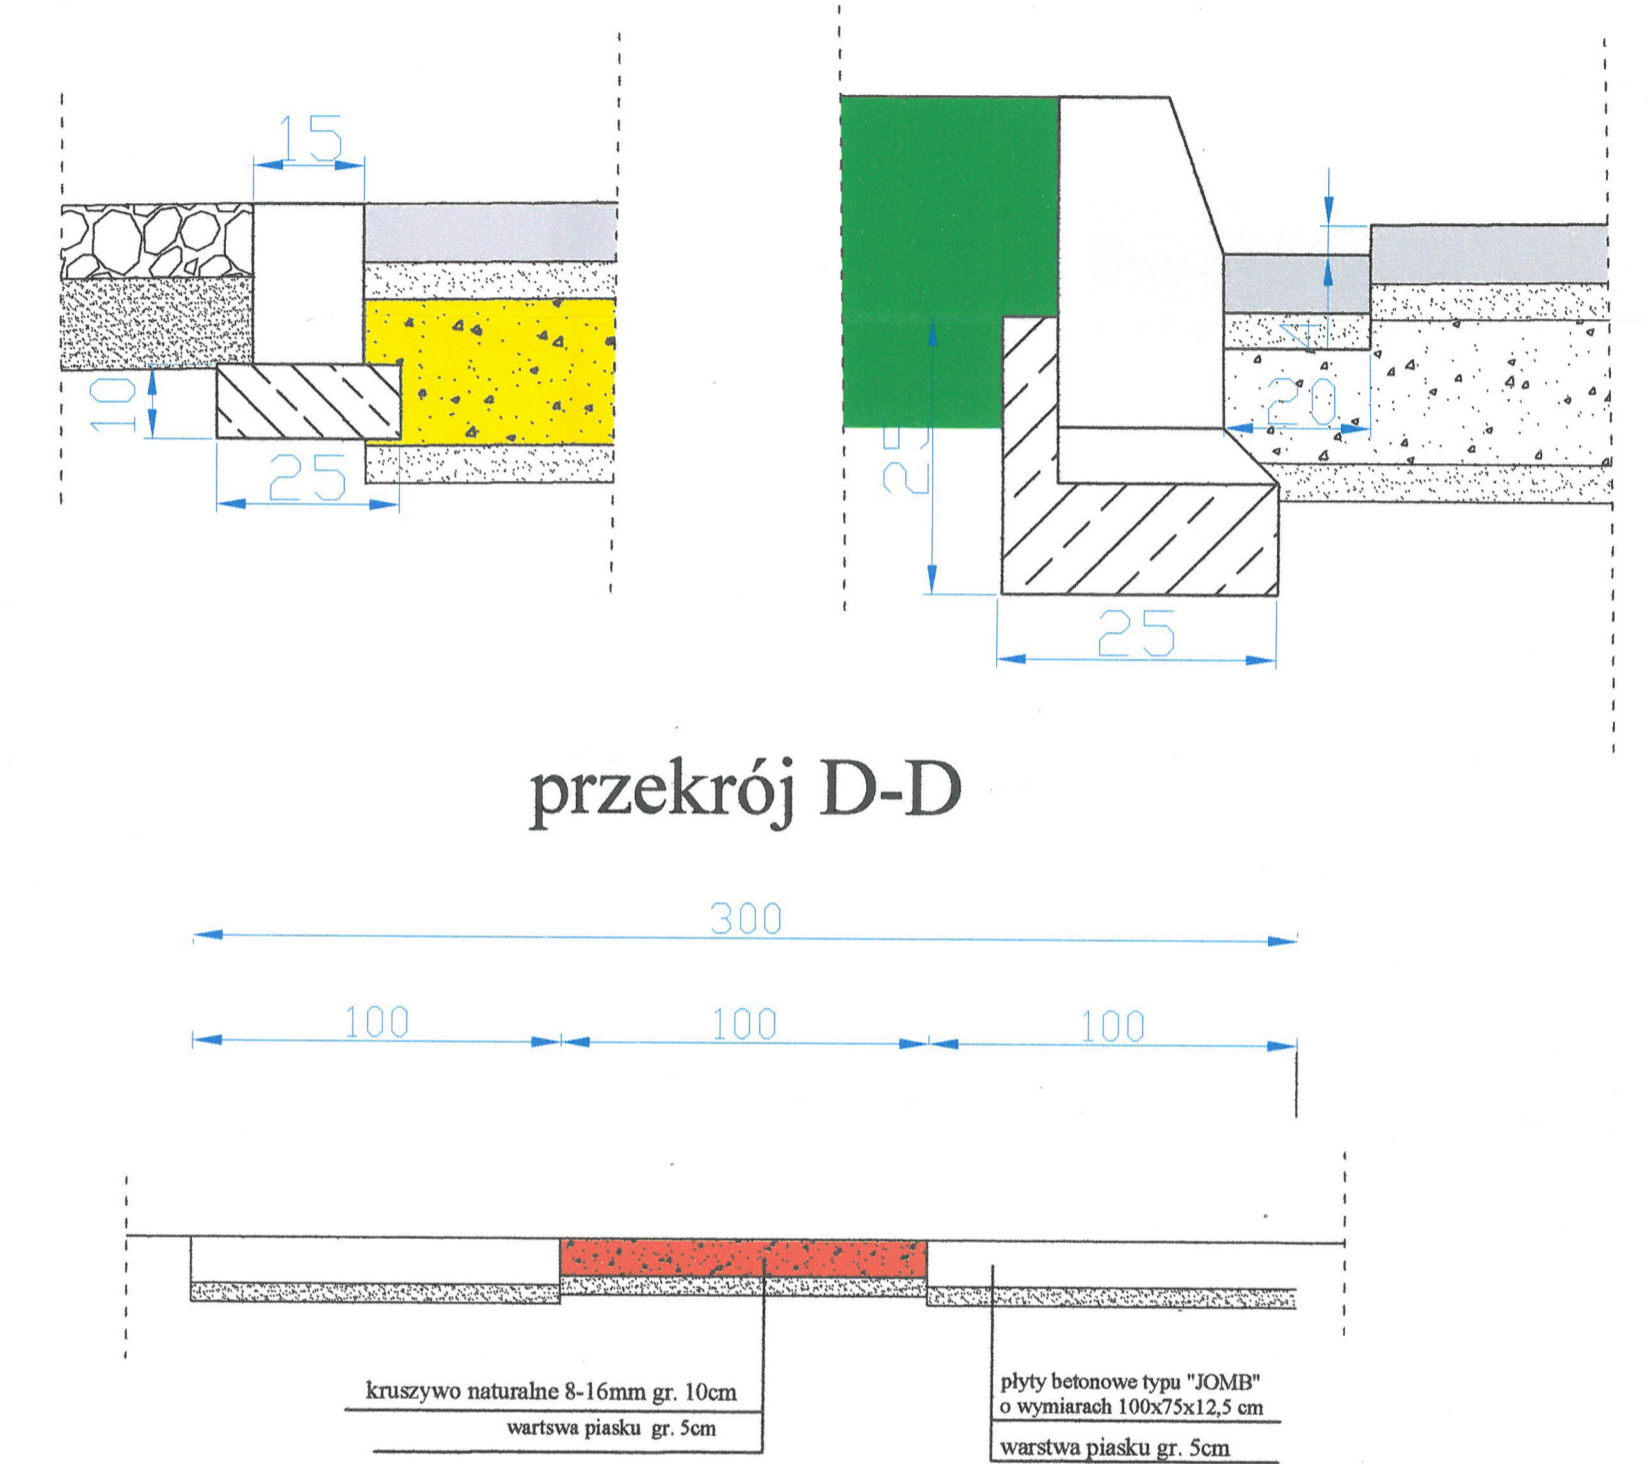 15
10
25
4
20
25
25
przekrój D-D
300
100 100 100
kruszywo naturalne 8-16mm gr. 10cm
wartswa piasku gr. 5cm
płyty betonowe typu "JOMB"
o wymiarach 100x75x12,5 cm
warstwa piasku gr. 5cm